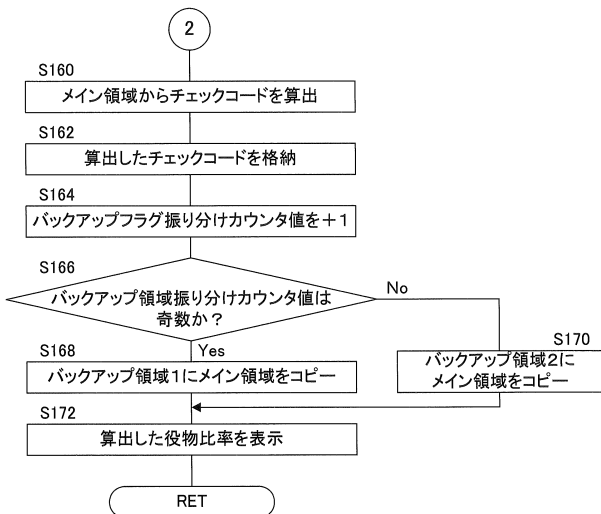 2
S160
メイン領域からチェックコードを算出
S162
算出したチェックコードを格納
S164
バックアップフラグ振り分けカウンタ値を＋１
S166
バックアップ領域振り分けカウンタ値は
奇数か？
No
Yes
S168
バックアップ領域１にメイン領域をコピー
S170
バックアップ領域２に
メイン領域をコピー
S172
算出した役物比率を表示
RET